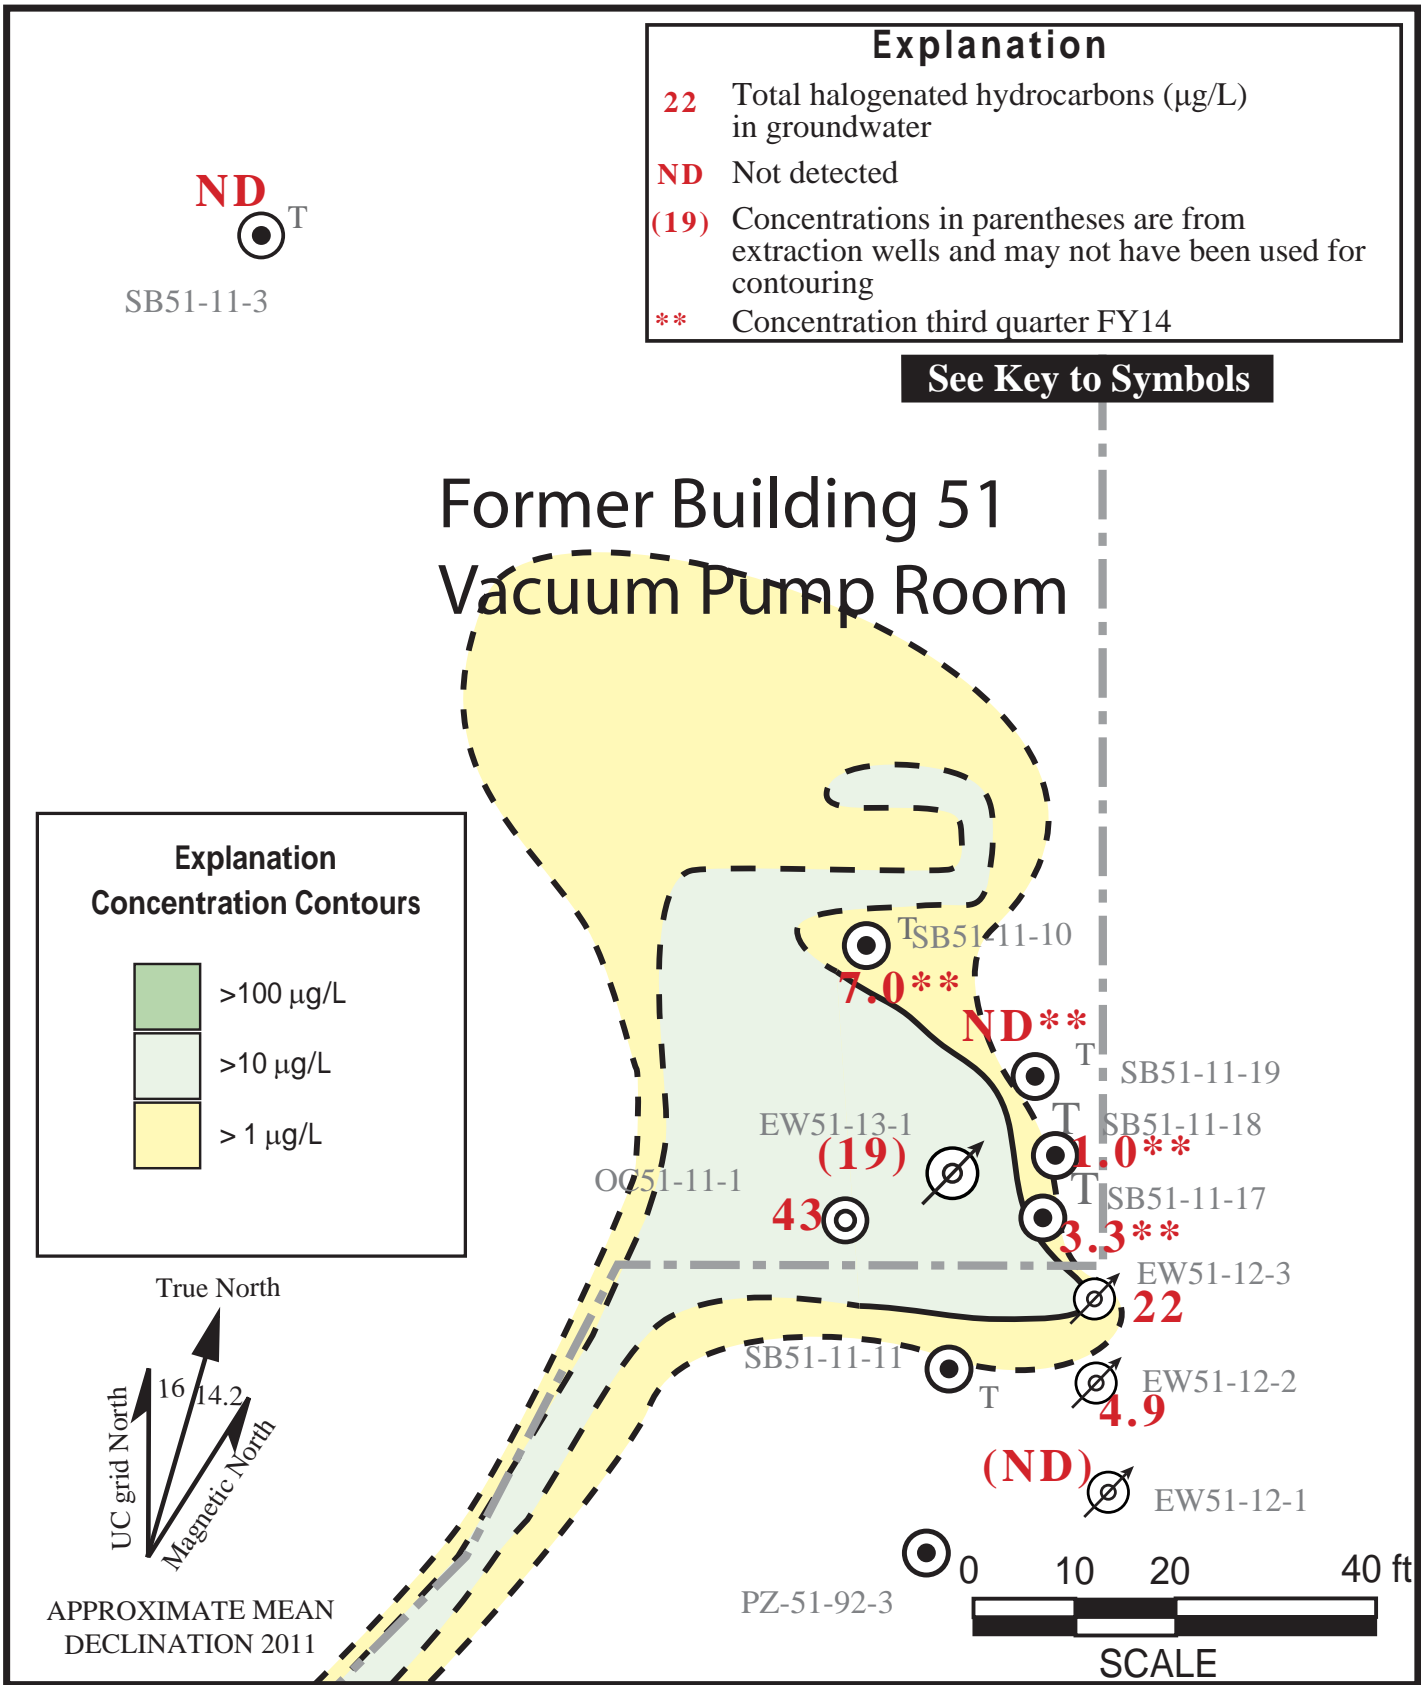 Explanation
22 Total halogenated hydrocarbons (μg/L)
in groundwater
ND Not detected
(19) Concentrations in parentheses are from
extraction wells and may not have been used for
contouring
** Concentration third quarter FY14
See Key to Symbols
ND
T
SB51-11-3
Former Building 51
Vacuum Pump Room
Explanation
Concentration Contours
>100 μg/L
>10 μg/L
> 1 μg/L
T
SB51-11-10
7.0**
ND**
T
SB51-11-19
T
SB51-11-18
1.0**
EW51-13-1
(19)
OC51-11-1
43
T
SB51-11-17
3.3**
EW51-12-3
22
SB51-11-11
T
EW51-12-2
4.9
(ND)
EW51-12-1
PZ-51-92-3
True North
16
14.2
UC grid North
Magnetic North
APPROXIMATE MEAN
DECLINATION 2011
0 10 20 40 ft
SCALE